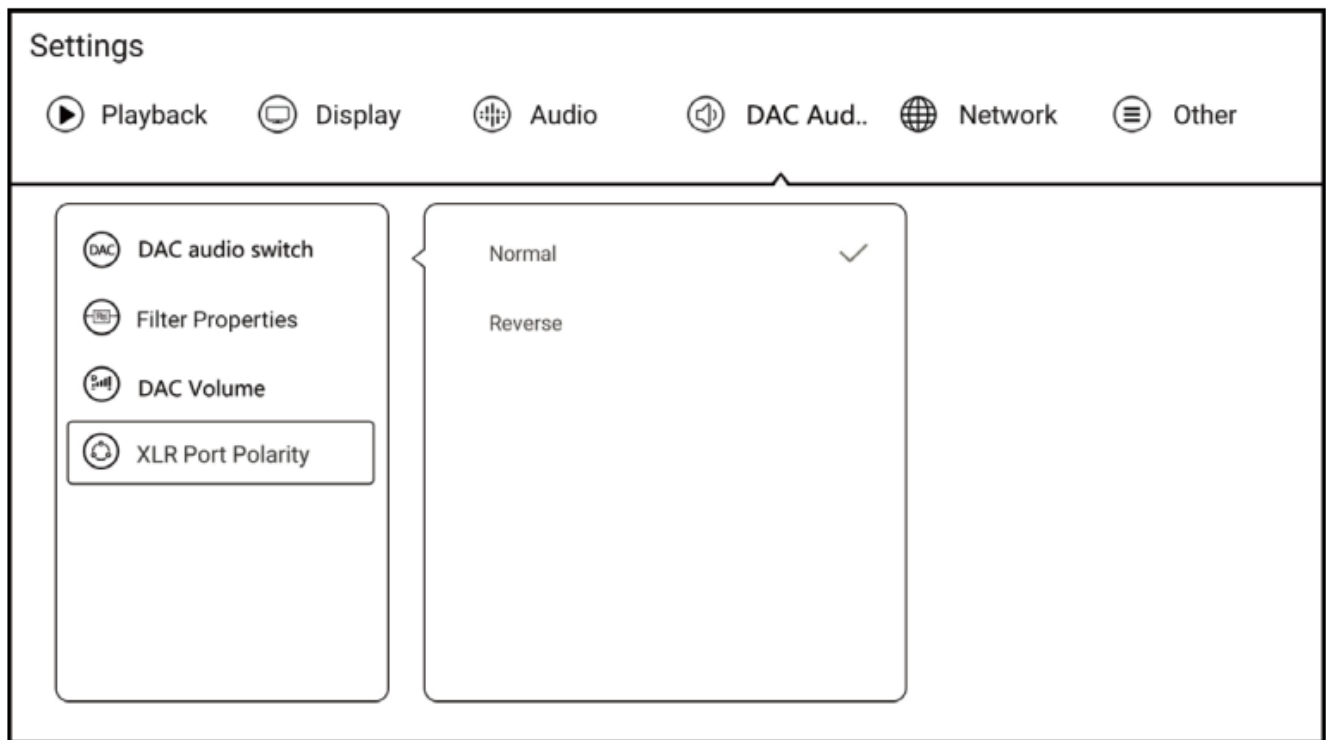 Settings
Playback Display Audio DAC Aud.. Network Other
DAC audio switch
Filter Properties
DAC Volume
XLR Port Polarity
Normal
Reverse